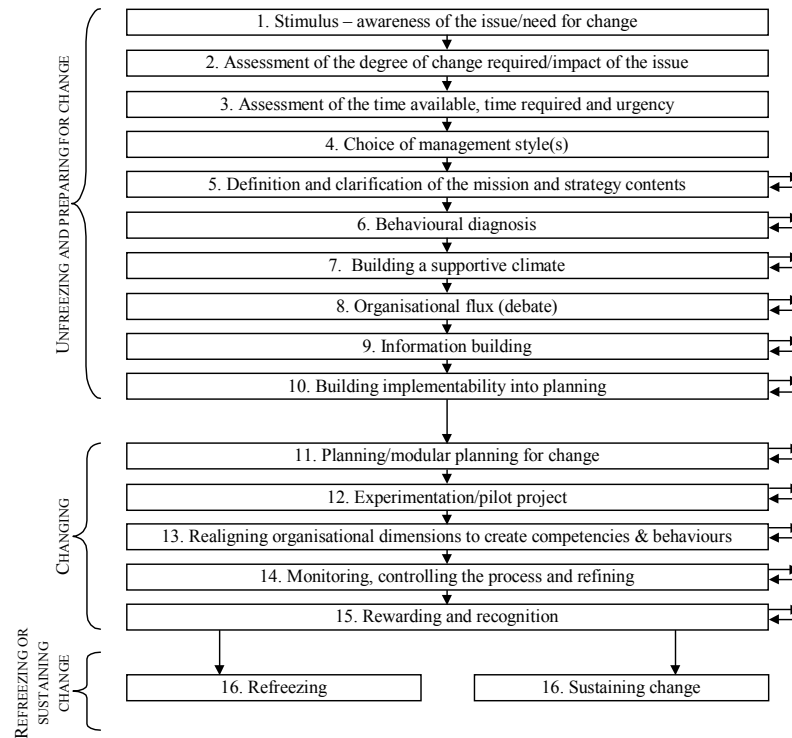 UNFREEZING AND PREPARING FOR CHANGE
1. Stimulus – awareness of the issue/need for change
2. Assessment of the degree of change required/impact of the issue
3. Assessment of the time available, time required and urgency
4. Choice of management style(s)
5. Definition and clarification of the mission and strategy contents
6. Behavioural diagnosis
7. Building a supportive climate
8. Organisational flux (debate)
9. Information building
10. Building implementability into planning
CHANGING
11. Planning/modular planning for change
12. Experimentation/pilot project
13. Realigning organisational dimensions to create competencies & behaviours
14. Monitoring, controlling the process and refining
15. Rewarding and recognition
REFREEZING OR
SUSTAINING
CHANGE
16. Refreezing
16. Sustaining change